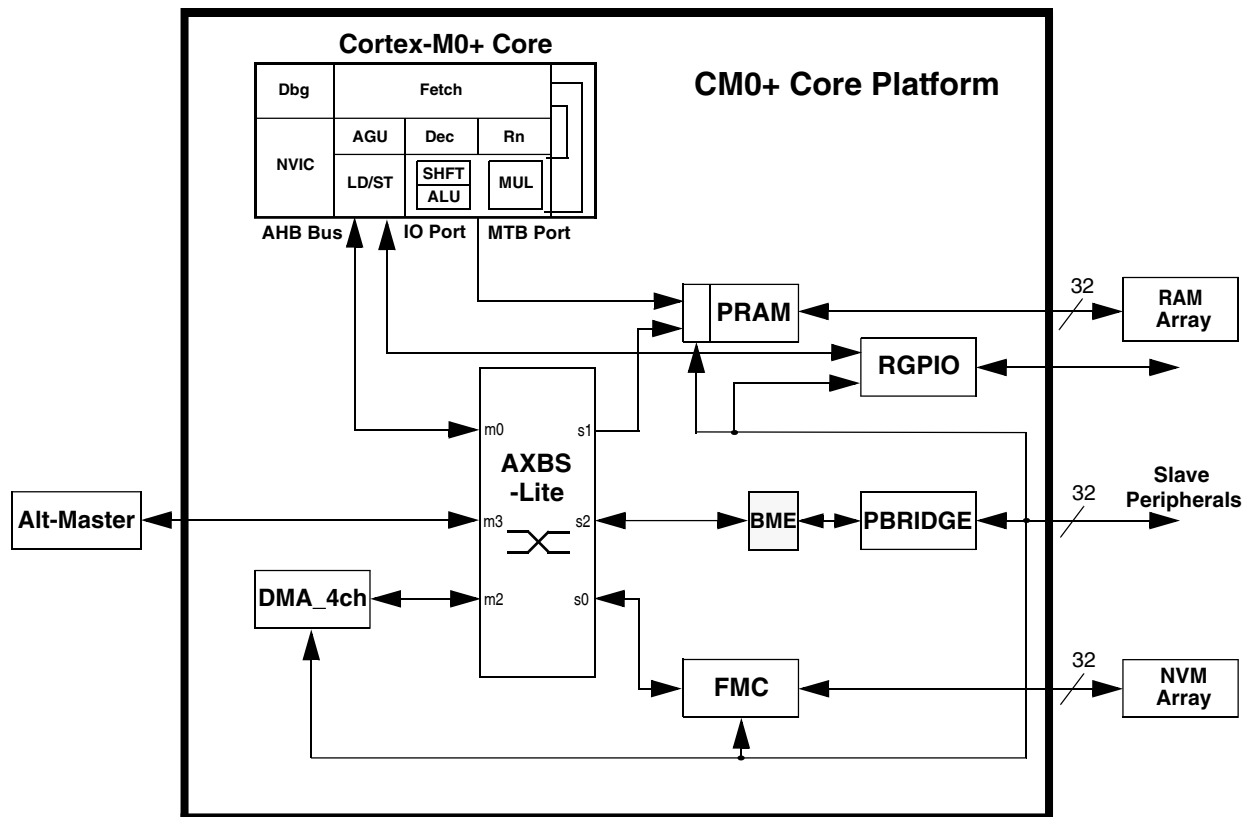 Cortex-M0+ Core
CM0+ Core Platform
Dbg
Fetch
AGU
Dec
Rn
NVIC
LD/ST
SHFT
ALU
MUL
AHB Bus
IO Port
MTB Port
PRAM
32
RAM
Array
RGPIO
m0
s1
AXBS
-Lite
Alt-Master
m3
s2
BME
PBRIDGE
32
Slave
Peripherals
DMA_4ch
m2
s0
FMC
32
NVM
Array